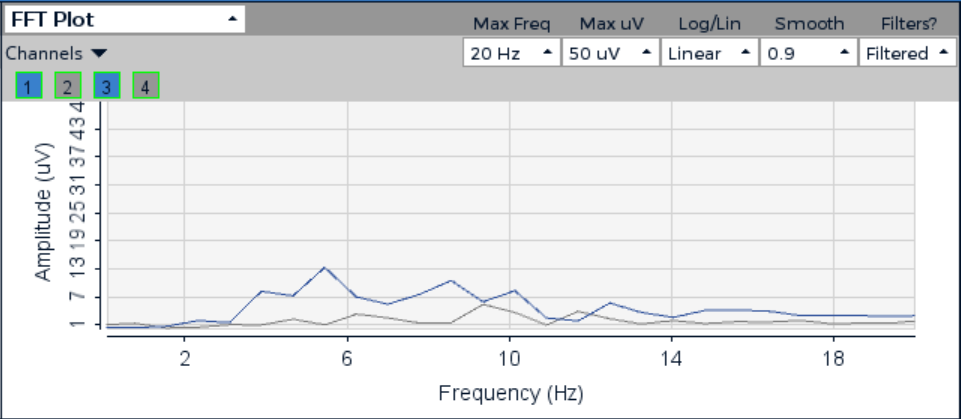 FFT Plot
Max Freq Max uV Log/Lin Smooth Filters?
Channels 20 Hz 50 uV Linear 0.9 Filtered
1 2 3 4
Amplitude (uV)
1 7 13 19 25 31 37 43 4
2 6 10 14 18
Frequency (Hz)